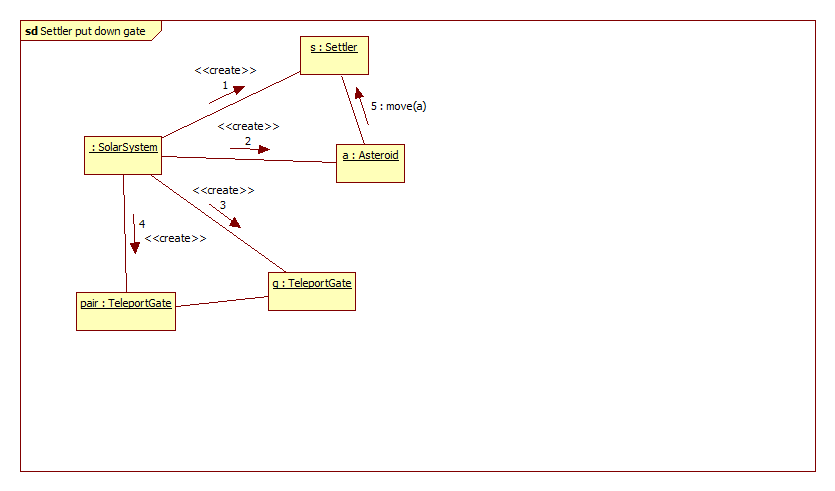 sd Settler put down gate
s : Settler
<<create>>
1
5 : move(a)
<<create>>
2
: SolarSystem
a : Asteroid
<<create>>
3
4
<<create>>
g : TeleportGate
pair : TeleportGate